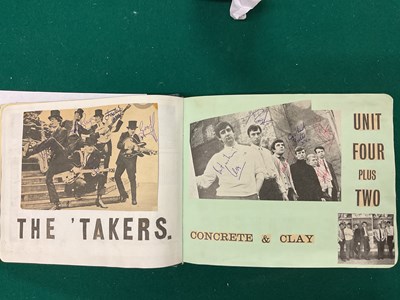 THE 'TAKERS.
UNIT
FOUR
PLUS
TWO
CONCRETE & CLAY